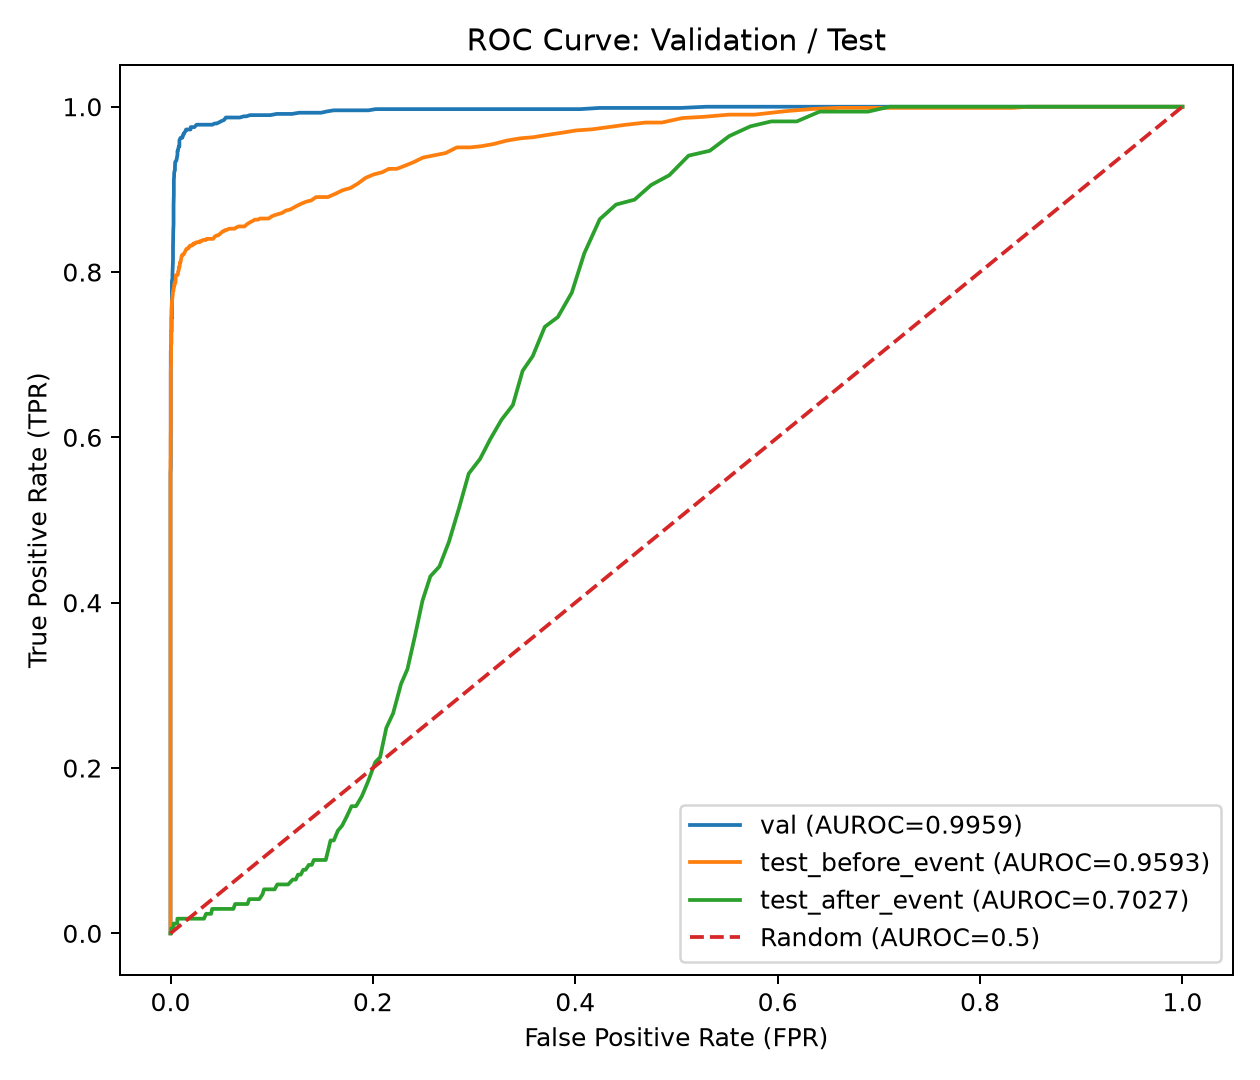 ROC Curve: Validation / Test
True Positive Rate (TPR)
1.0
0.8
0.6
0.4
0.2
0.0
val (AUROC=0.9959)
test_before_event (AUROC=0.9593)
test_after_event (AUROC=0.7027)
Random (AUROC=0.5)
0.0 0.2 0.4 0.6 0.8 1.0
False Positive Rate (FPR)